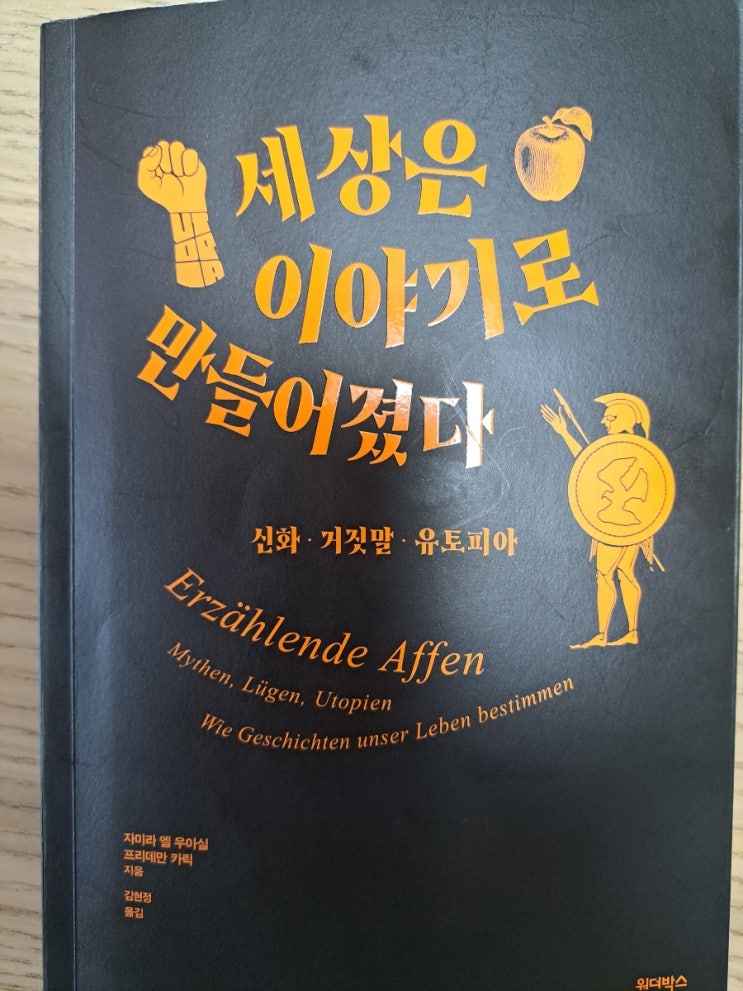 세상은
이야기로
만들어졌다
신화 · 거짓말 · 유토피아
Erzählende Affen
Mythen, Lügen, Utopien
Wie Geschichten unser Leben bestimmen
자미라 엘 우아실
프리데만 카릭
지음
김현정
옮김
원더박스